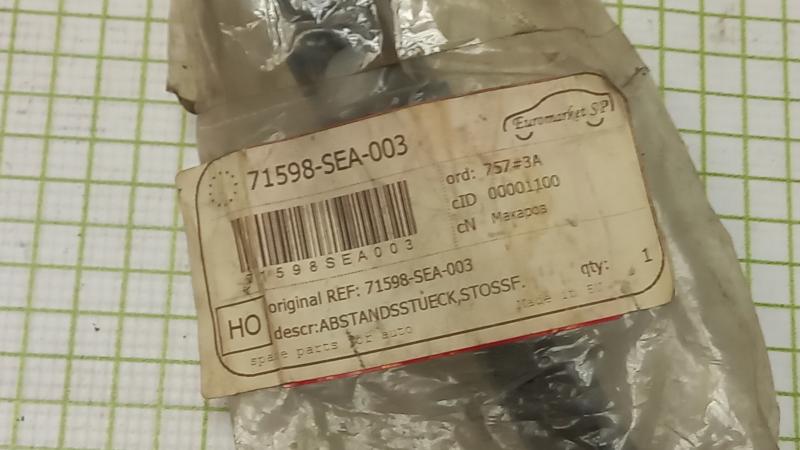 Euromarket SP
71598-SEA-003
ord: 757#3A
cID 00001100
cN Макаров
71598SEA003
original REF: 71598-SEA-003
HO
descr:ABSTANDSSTUECK,STOSSF.
qty: 1
Made in EU
spare parts for auto